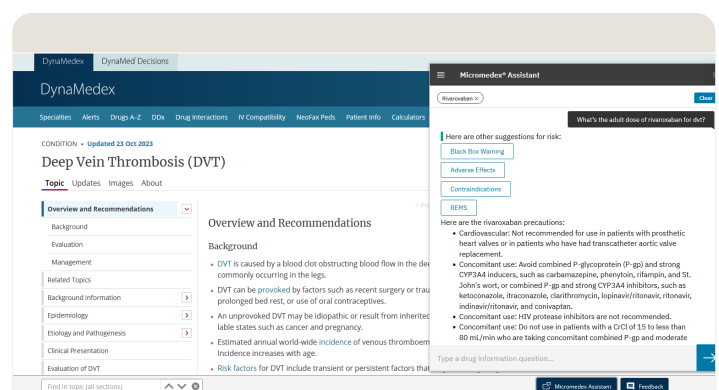 DynaMedex
DynaMed Decisions
DynaMedex
Specialties Alerts Drugs A–Z DDx Drug Interactions IV Compatibility NeoFax Peds Patient Info Calculators
CONDITION • Updated 23 Oct 2023
Deep Vein Thrombosis (DVT)
Topic Updates Images About
Overview and Recommendations
Background
Evaluation
Management
Related Topics
Background Information
Epidemiology
Etiology and Pathogenesis
Clinical Presentation
Evaluation of DVT
Find in topic (all sections)
Overview and Recommendations
Background
• DVT is caused by a blood clot obstructing blood flow in the
commonly occurring in the legs.
• DVT can be provoked by factors such as recent surgery or
prolonged bed rest, or use of oral contraceptives.
• An unprovoked DVT may be idiopathic or result from
lable states such as cancer and pregnancy.
• Estimated annual world-wide incidence of venous
Incidence increases with age.
• Risk factors for DVT include transient or persistent factors
Micromedex® Assistant
Rivaroxaban ×
Clear
What's the adult dose of rivaroxaban for dvt?
Here are other suggestions for risk:
Black Box Warning
Adverse Effects
Contraindications
REMS
Here are the rivaroxaban precautions:
• Cardiovascular: Not recommended for use in patients with prosthetic
heart valves or in patients who have had transcatheter aortic valve
replacement.
• Concomitant use: Avoid combined P-glycoprotein (P-gp) and strong
CYP3A4 inducers, such as carbamazepine, phenytoin, rifampin, and St.
John's wort, or combined P-gp and strong CYP3A4 inhibitors, such as
ketoconazole, itraconazole, clarithromycin, lopinavir/ritonavir, ritonavir,
indinavir/ritonavir, and conivaptan.
• Concomitant use: HIV protease inhibitors are not recommended.
• Concomitant use: Do not use in patients with a CrCl of 15 to less than
80 mL/min who are taking concomitant combined P-gp and moderate
Type a drug information question...
Micromedex Assistant
Feedback